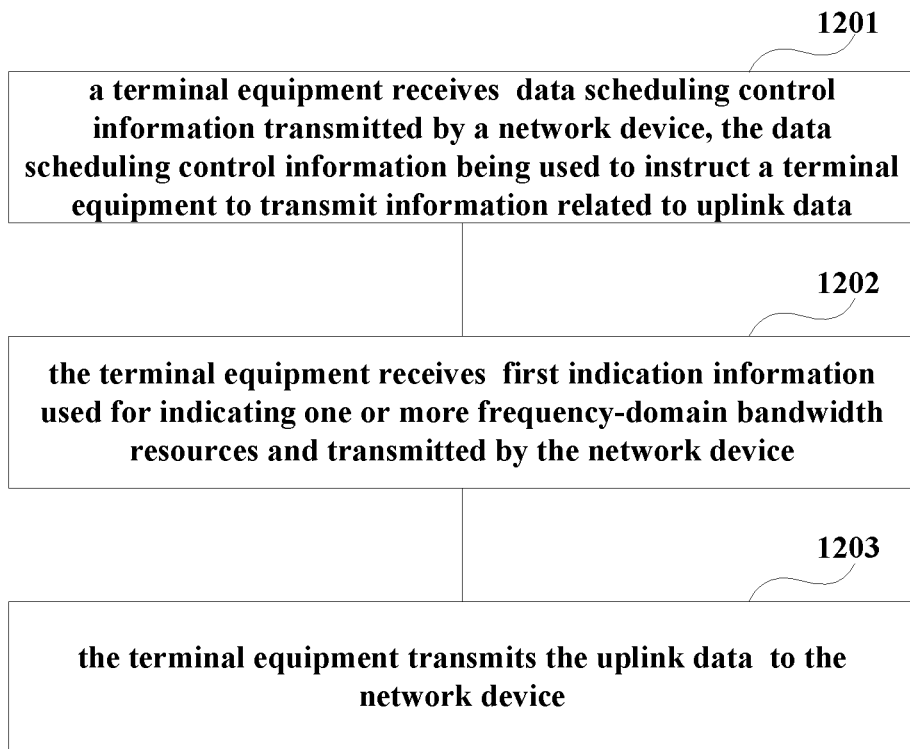 1201
a terminal equipment receives data scheduling control
information transmitted by a network device, the data
scheduling control information being used to instruct a terminal
equipment to transmit information related to uplink data
1202
the terminal equipment receives first indication information
used for indicating one or more frequency-domain bandwidth
resources and transmitted by the network device
1203
the terminal equipment transmits the uplink data to the
network device